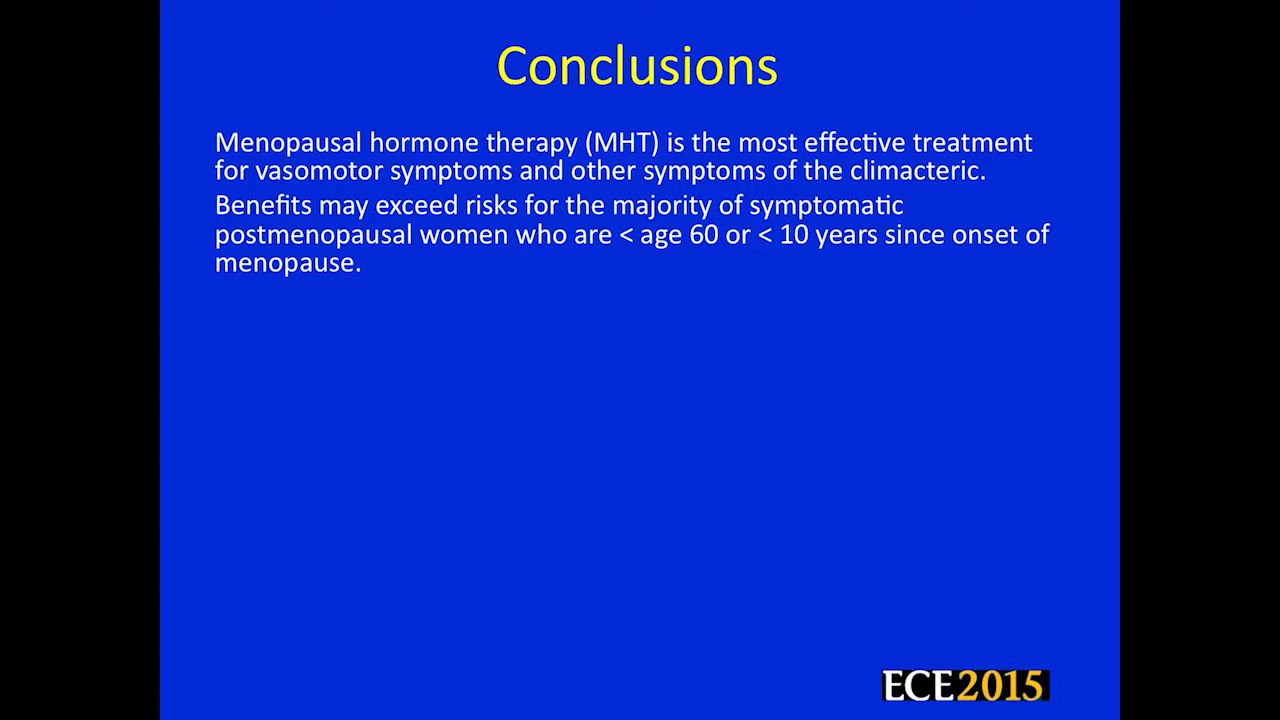 Conclusions
Menopausal hormone therapy (MHT) is the most effective treatment
for vasomotor symptoms and other symptoms of the climacteric.
Benefits may exceed risks for the majority of symptomatic
postmenopausal women who are < age 60 or < 10 years since onset of
menopause.
ECE2015